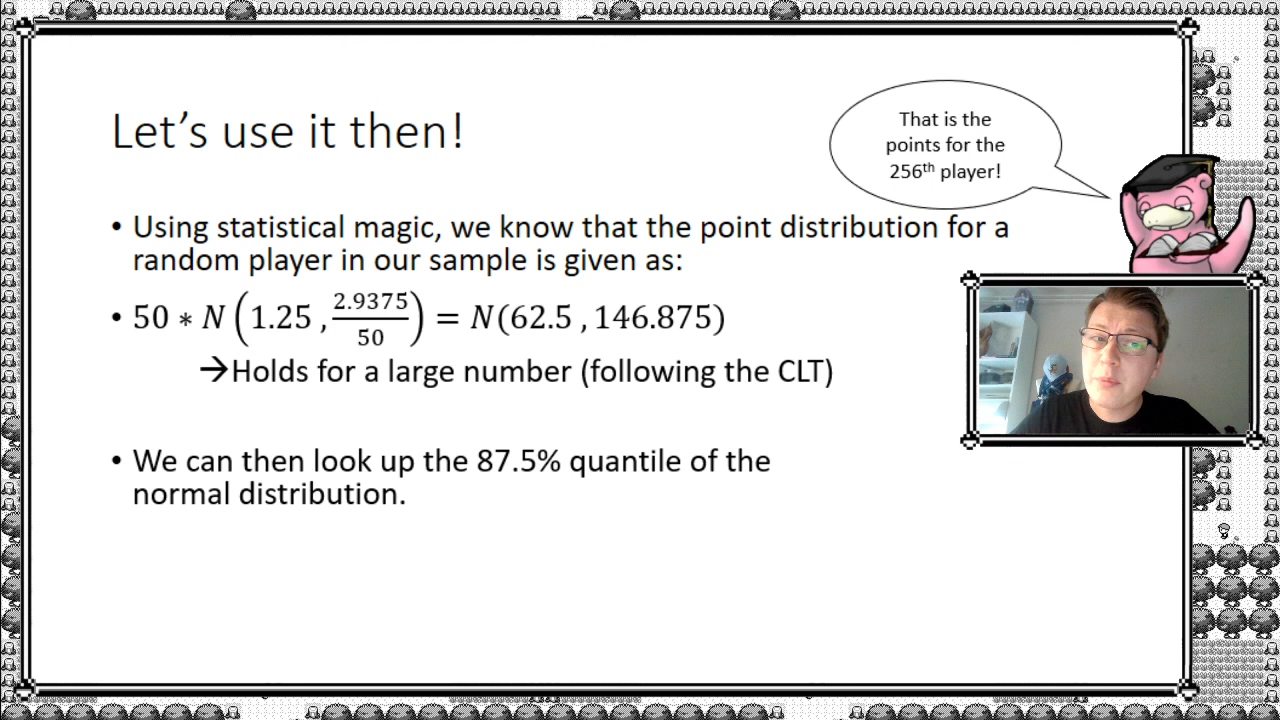 Let's use it then!
That is the
points for the
256th player!
• Using statistical magic, we know that the point distribution for a
random player in our sample is given as:
• 50 ∗ N(1.25 , 2.9375/50) = N(62.5 , 146.875)
→Holds for a large number (following the CLT)
• We can then look up the 87.5% quantile of the
normal distribution.